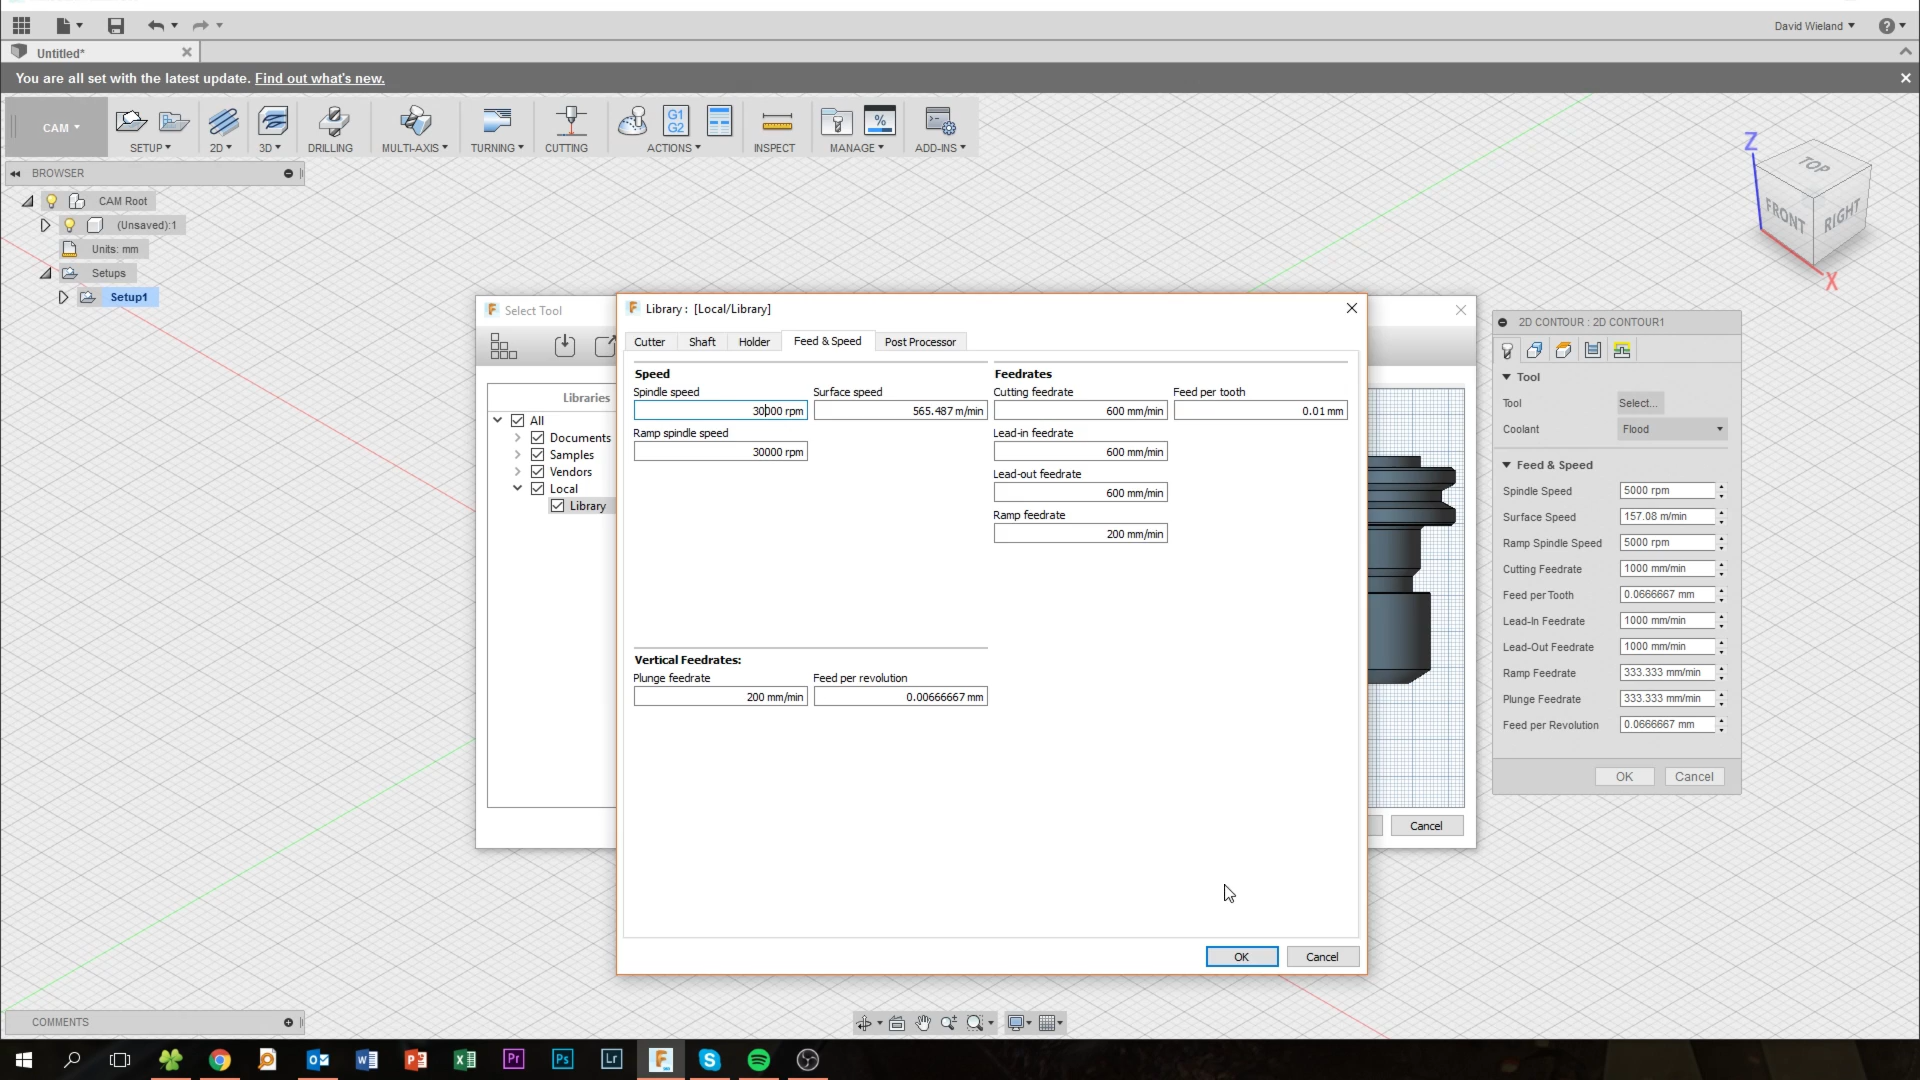 David Wieland
Untitled*
You are all set with the latest update. Find out what's new.
CAM
SETUP
2D
3D
DRILLING
MULTI-AXIS
TURNING
CUTTING
G1
G2
ACTIONS
INSPECT
%
MANAGE
ADD-INS
BROWSER
CAM Root
(Unsaved):1
Units: mm
Setups
Setup1
Z
TOP
FRONT
RIGHT
X
Select Tool
Libraries
All
Documents
Samples
Vendors
Local
Library
Cancel
Library : [Local/Library]
Cutter
Shaft
Holder
Feed & Speed
Post Processor
Speed
Feedrates
Spindle speed
Surface speed
Cutting feedrate
Feed per tooth
30000 rpm
565.487 m/min
600 mm/min
0.01 mm
Ramp spindle speed
Lead-in feedrate
30000 rpm
600 mm/min
Lead-out feedrate
600 mm/min
Ramp feedrate
200 mm/min
Vertical Feedrates:
Plunge feedrate
Feed per revolution
200 mm/min
0.00666667 mm
OK
Cancel
2D CONTOUR : 2D CONTOUR1
Tool
Tool
Select...
Coolant
Flood
Feed & Speed
Spindle Speed
5000 rpm
Surface Speed
157.08 m/min
Ramp Spindle Speed
5000 rpm
Cutting Feedrate
1000 mm/min
Feed per Tooth
0.0666667 mm
Lead-In Feedrate
1000 mm/min
Lead-Out Feedrate
1000 mm/min
Ramp Feedrate
333.333 mm/min
Plunge Feedrate
333.333 mm/min
Feed per Revolution
0.0666667 mm
OK
Cancel
COMMENTS
Pr
Ps
Lr